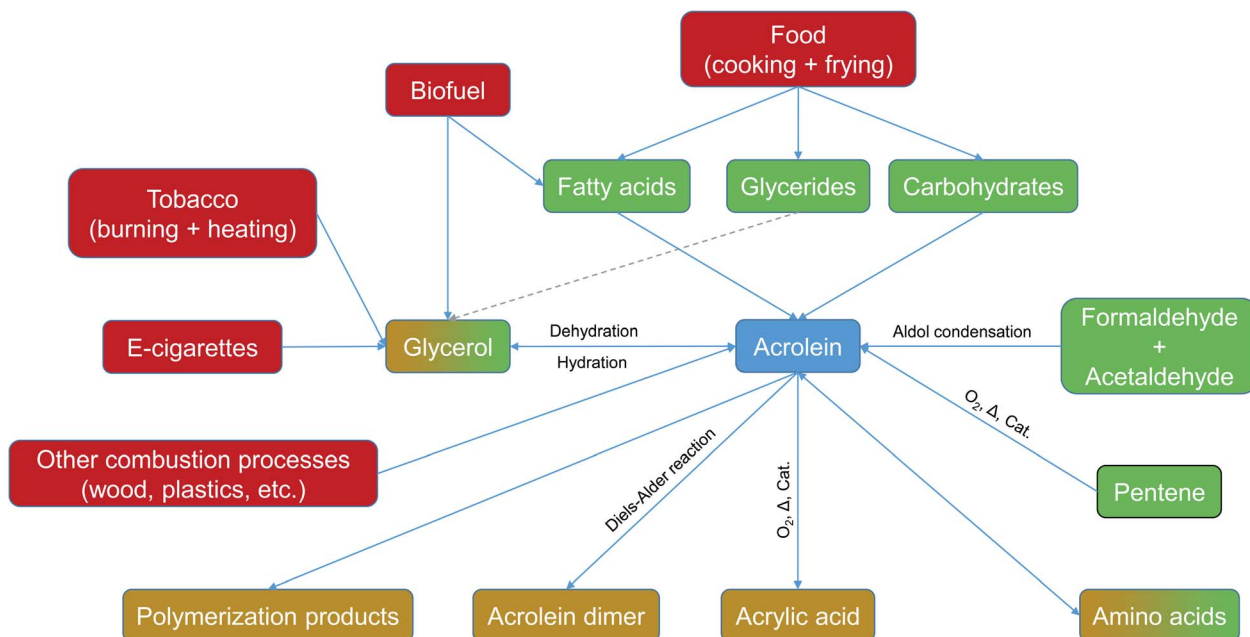 Food
(cooking + frying)
Biofuel
Fatty acids
Glycerides
Carbohydrates
Tobacco
(burning + heating)
E-cigarettes
Glycerol
Dehydration
Hydration
Acrolein
Aldol condensation
Formaldehyde
+
Acetaldehyde
O₂, Δ, Cat.
Pentene
Other combustion processes
(wood, plastics, etc.)
Diels-Alder reaction
O₂, Δ, Cat.
Polymerization products
Acrolein dimer
Acrylic acid
Amino acids